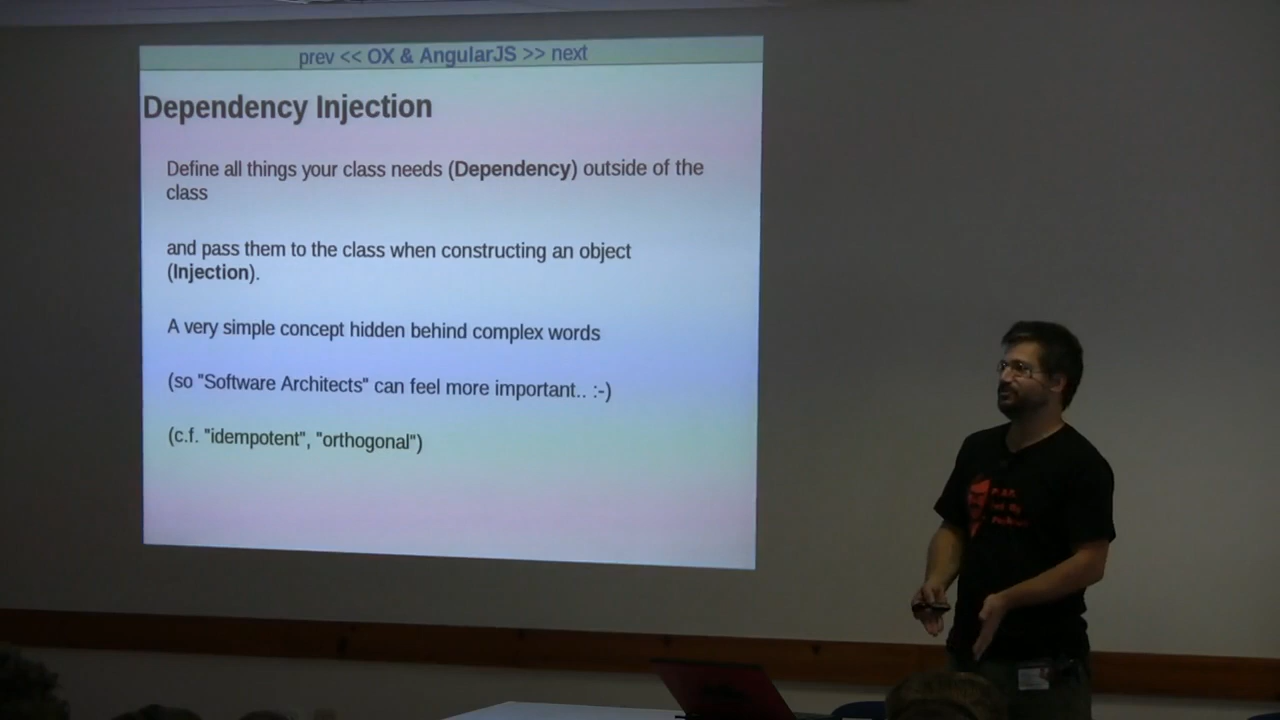 prev << OX & AngularJS >> next
Dependency Injection
Define all things your class needs (Dependency) outside of the
class
and pass them to the class when constructing an object
(Injection).
A very simple concept hidden behind complex words
(so "Software Architects" can feel more important.. :-)
(c.f. "idempotent", "orthogonal")